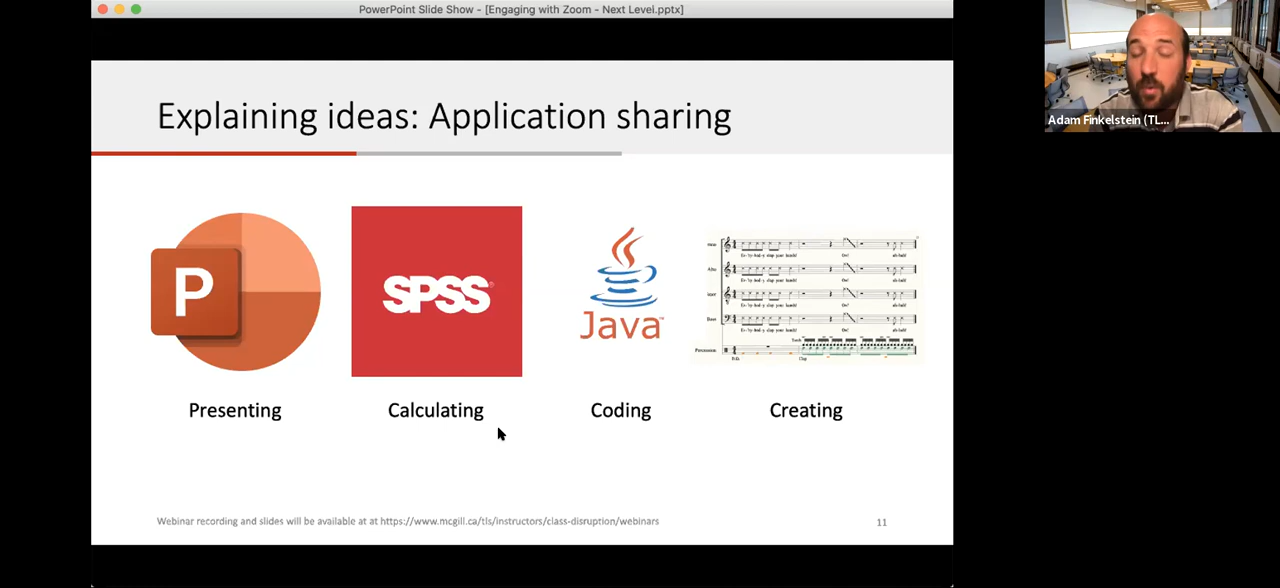 PowerPoint Slide Show - [Engaging with Zoom - Next Level.pptx]
Adam Finkelstein (TL...
Explaining ideas: Application sharing
P
SPSS
Java™
Presenting
Calculating
Coding
Creating
Webinar recording and slides will be available at at https://www.mcgill.ca/tls/instructors/class-disruption/webinars
11